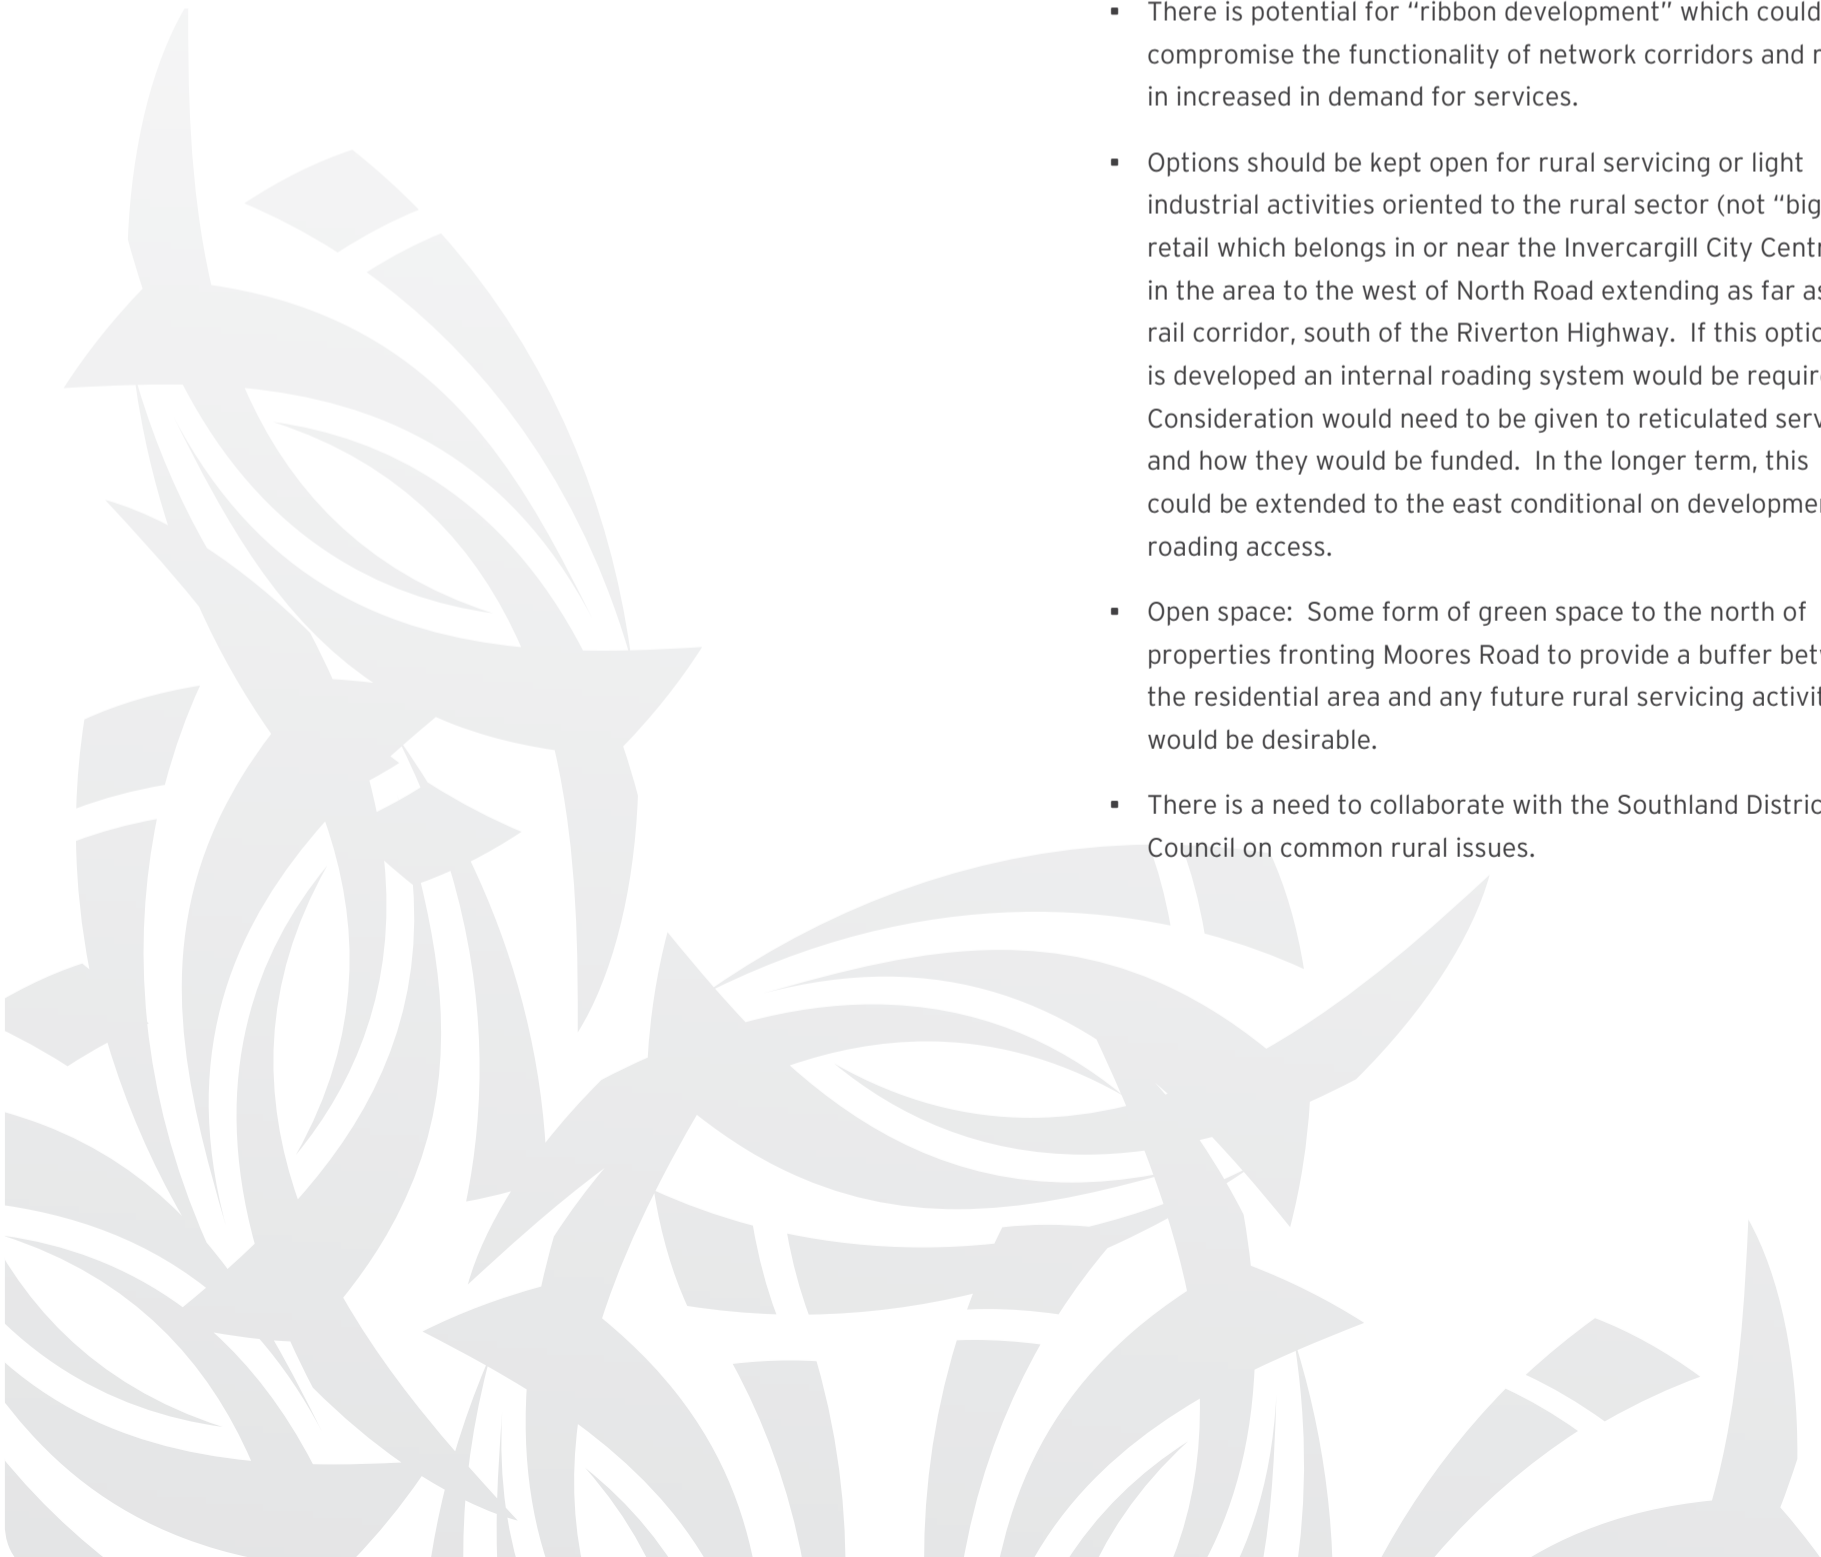 ▪ There is potential for “ribbon development” which could
compromise the functionality of network corridors and
in increased in demand for services.
▪ Options should be kept open for rural servicing or light
industrial activities oriented to the rural sector (not “big
retail which belongs in or near the Invercargill City
in the area to the west of North Road extending as far
rail corridor, south of the Riverton Highway. If this
is developed an internal roading system would be
Consideration would need to be given to reticulated
and how they would be funded. In the longer term, this
could be extended to the east conditional on
roading access.
▪ Open space: Some form of green space to the north of
properties fronting Moores Road to provide a buffer
the residential area and any future rural servicing
would be desirable.
▪ There is a need to collaborate with the Southland
Council on common rural issues.